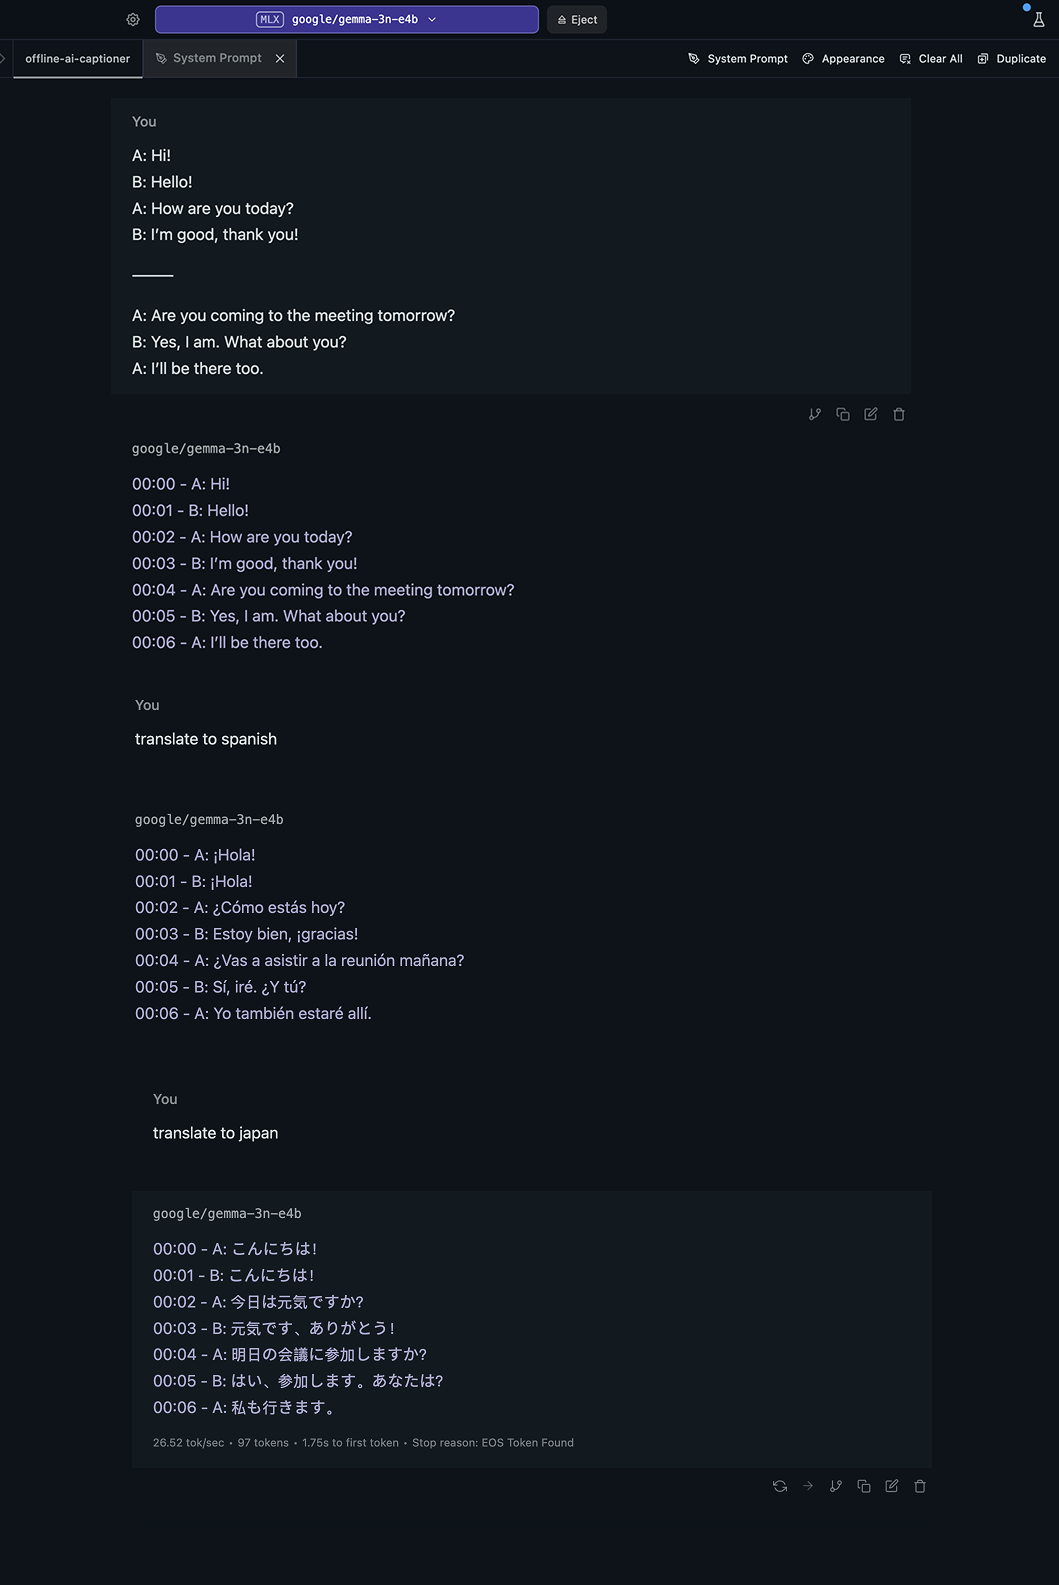 MLX google/gemma-3n-e4b Eject
offline-ai-captioner System Prompt System Prompt Appearance Clear All Duplicate
You
A: Hi!
B: Hello!
A: How are you today?
B: I’m good, thank you!
A: Are you coming to the meeting tomorrow?
B: Yes, I am. What about you?
A: I’ll be there too.
google/gemma-3n-e4b
00:00 - A: Hi!
00:01 - B: Hello!
00:02 - A: How are you today?
00:03 - B: I’m good, thank you!
00:04 - A: Are you coming to the meeting tomorrow?
00:05 - B: Yes, I am. What about you?
00:06 - A: I’ll be there too.
You
translate to spanish
google/gemma-3n-e4b
00:00 - A: ¡Hola!
00:01 - B: ¡Hola!
00:02 - A: ¿Cómo estás hoy?
00:03 - B: Estoy bien, ¡gracias!
00:04 - A: ¿Vas a asistir a la reunión mañana?
00:05 - B: Sí, iré. ¿Y tú?
00:06 - A: Yo también estaré allí.
You
translate to japan
google/gemma-3n-e4b
00:00 - A: こんにちは！
00:01 - B: こんにちは！
00:02 - A: 今日は元気ですか？
00:03 - B: 元気です、ありがとう！
00:04 - A: 明日の会議に参加しますか？
00:05 - B: はい、参加します。あなたは？
00:06 - A: 私も行きます。
26.52 tok/sec • 97 tokens • 1.75s to first token • Stop reason: EOS Token Found